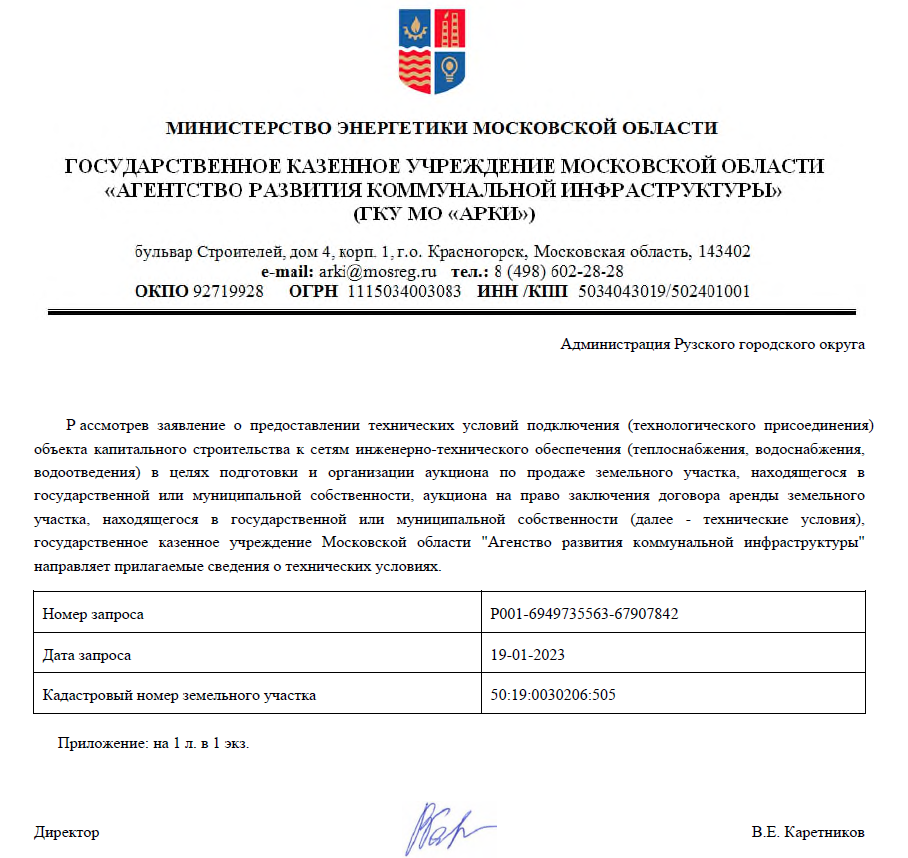 МИНИСТЕРСТВО ЭНЕРГЕТИКИ МОСКОВСКОЙ ОБЛАСТИ
ГОСУДАРСТВЕННОЕ КАЗЕННОЕ УЧРЕЖДЕНИЕ МОСКОВСКОЙ ОБЛАСТИ
«АГЕНТСТВО РАЗВИТИЯ КОММУНАЛЬНОЙ ИНФРАСТРУКТУРЫ»
(ГКУ МО «АРКИ»)
бульвар Строителей, дом 4, корп. 1, г.о. Красногорск, Московская область, 143402
e-mail: arki@mosreg.ru тел.: 8 (498) 602-28-28
ОКПО 92719928 ОГРН 1115034003083 ИНН /КПП 5034043019/502401001
Администрация Рузского городского округа
Рассмотрев заявление о предоставлении технических условий подключения (технологического присоединения)
объекта капитального строительства к сетям инженерно-технического обеспечения (теплоснабжения, водоснабжения,
водоотведения) в целях подготовки и организации аукциона по продаже земельного участка, находящегося в
государственной или муниципальной собственности, аукциона на право заключения договора аренды земельного
участка, находящегося в государственной или муниципальной собственности (далее - технические условия),
государственное казенное учреждение Московской области "Агенство развития коммунальной инфраструктуры"
направляет прилагаемые сведения о технических условиях.
Номер запроса P001-6949735563-67907842
Дата запроса 19-01-2023
Кадастровый номер земельного участка 50:19:0030206:505
Приложение: на 1 л. в 1 экз.
Директор В.Е. Каретников